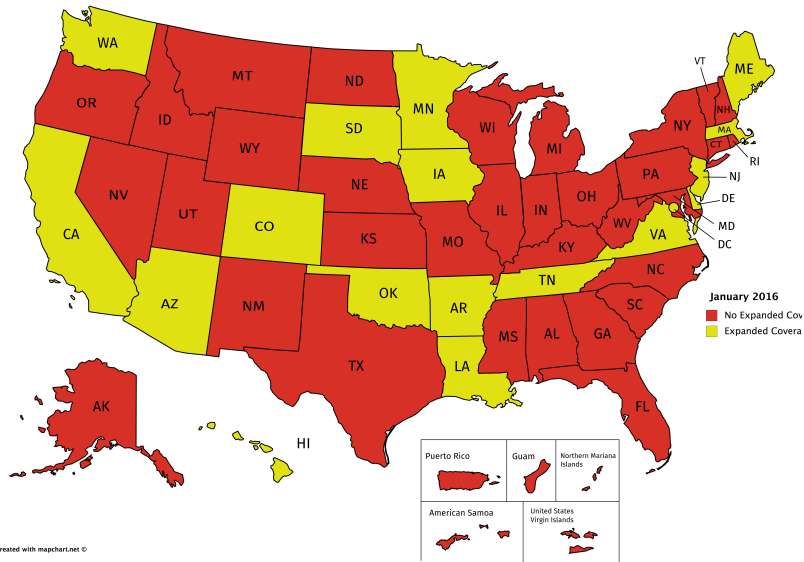 WA
OR
CA
NV
ID
MT
WY
UT
AZ
CO
NM
ND
SD
NE
KS
OK
TX
MN
IA
MO
AR
LA
WI
IL
MI
IN
OH
KY
TN
MS
AL
GA
FL
SC
NC
VA
WV
PA
NY
VT
NH
ME
MA
CT
RI
NJ
DE
MD
DC
AK
HI
January 2016
No Expanded Cov
Expanded Covera
Puerto Rico
Guam
Northern Mariana
Islands
American Samoa
United States
Virgin Islands
reated with mapchart.net ©